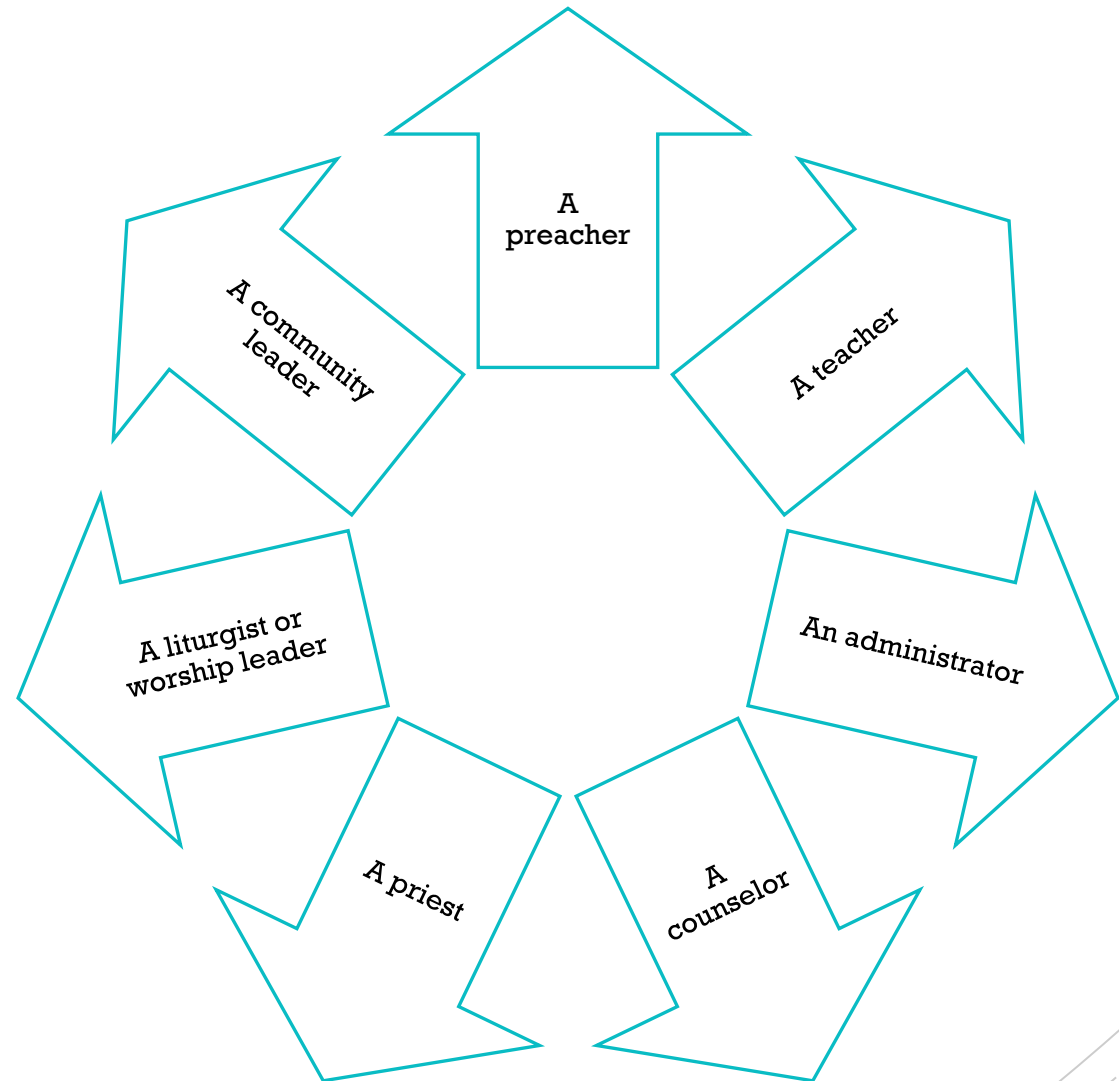 A
preacher
A teacher
An administrator
A
counselor
A priest
A liturgist or
worship leader
A community
leader